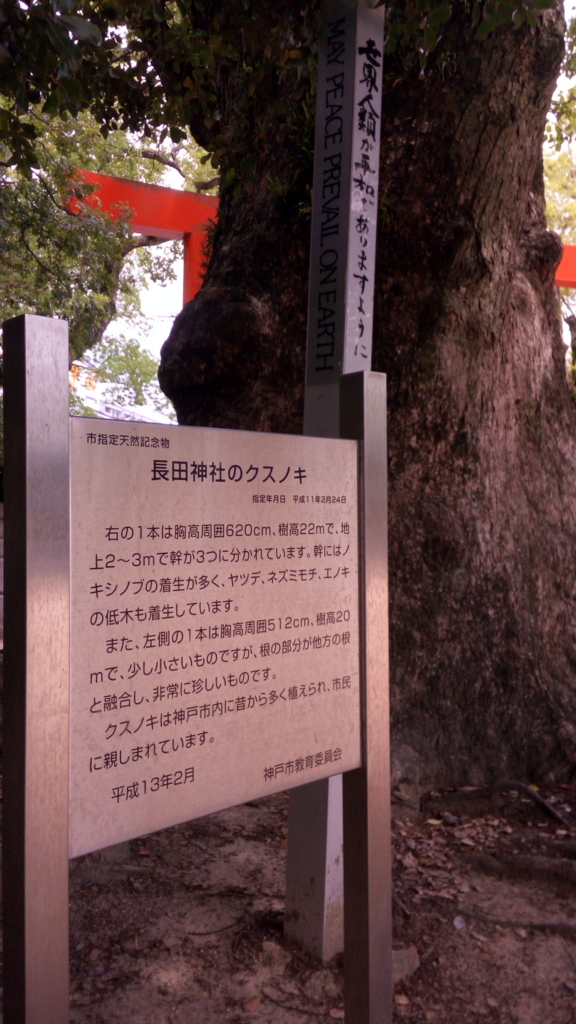 MAY PEACE PREVAIL ON EARTH
世界人類が平和でありますように
市指定天然記念物
長田神社のクスノキ
指定年月日 平成11年2月24日
右の1本は胸高周囲620cm、樹高22mで、地
上2〜3mで幹が3つに分かれています。幹にはノ
キシノブの着生が多く、ヤツデ、ネズミモチ、エノキ
の低木も着生しています。
また、左側の1本は胸高周囲512cm、樹高20
mで、少し小さいものですが、根の部分が他方の根
と融合し、非常に珍しいものです。
クスノキは神戸市内に昔から多く植えられ、市民
に親しまれています。
平成13年2月
神戸市教育委員会